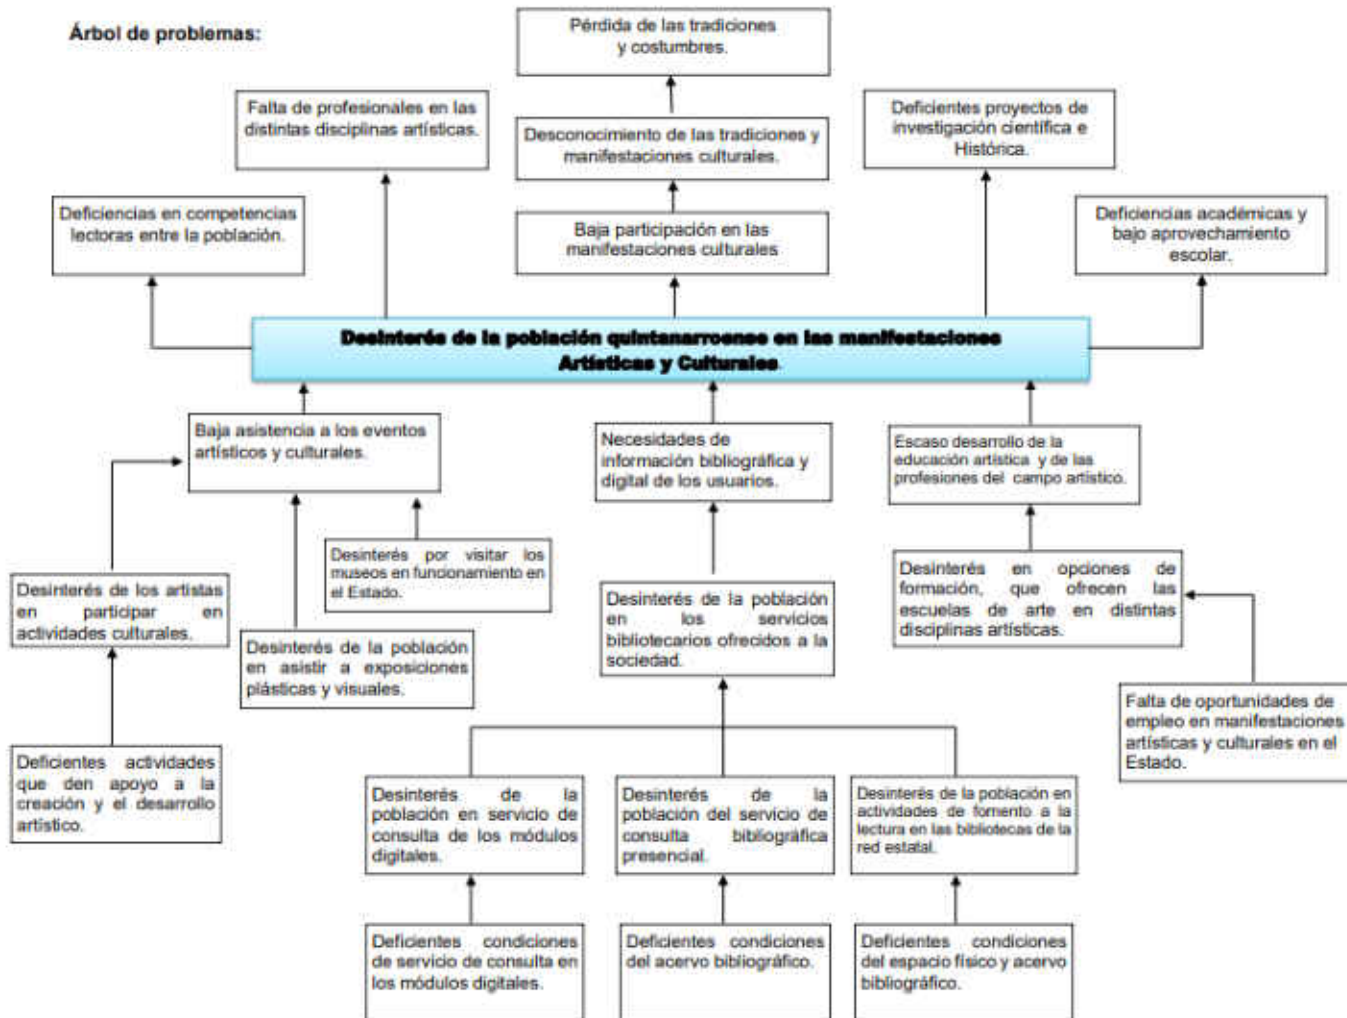 Árbol de problemas:
Pérdida de las tradiciones
y costumbres.
Falta de profesionales en las
distintas disciplinas artísticas.
Desconocimiento de las tradiciones y
manifestaciones culturales.
Deficientes proyectos de
investigación científica e
Histórica.
Deficiencias en competencias
lectoras entre la población.
Baja participación en las
manifestaciones culturales
Deficiencias académicas y
bajo aprovechamiento
escolar.
Desinterés de la población quintanarroense en las manifestaciones
Artísticas y Culturales.
Baja asistencia a los eventos
artísticos y culturales.
Necesidades de
información bibliográfica y
digital de los usuarios.
Escaso desarrollo de la
educación artística y de las
profesiones del campo artístico.
Desinterés de los artistas
en participar en
actividades culturales.
Desinterés por visitar los
museos en funcionamiento en
el Estado.
Desinterés de la población
en asistir a exposiciones
plásticas y visuales.
Desinterés de la población
en los servicios
bibliotecarios ofrecidos a la
sociedad.
Desinterés en opciones de
formación, que ofrecen las
escuelas de arte en distintas
disciplinas artísticas.
Falta de oportunidades de
empleo en manifestaciones
artísticas y culturales en el
Estado.
Deficientes actividades
que den apoyo a la
creación y el desarrollo
artístico.
Desinterés de la
población en servicio de
consulta de los módulos
digitales.
Desinterés de la
población del servicio de
consulta bibliográfica
presencial.
Desinterés de la población en
actividades de fomento a la
lectura en las bibliotecas de la
red estatal.
Deficientes condiciones
de servicio de consulta en
los módulos digitales.
Deficientes condiciones
del acervo bibliográfico.
Deficientes condiciones
del espacio físico y acervo
bibliográfico.